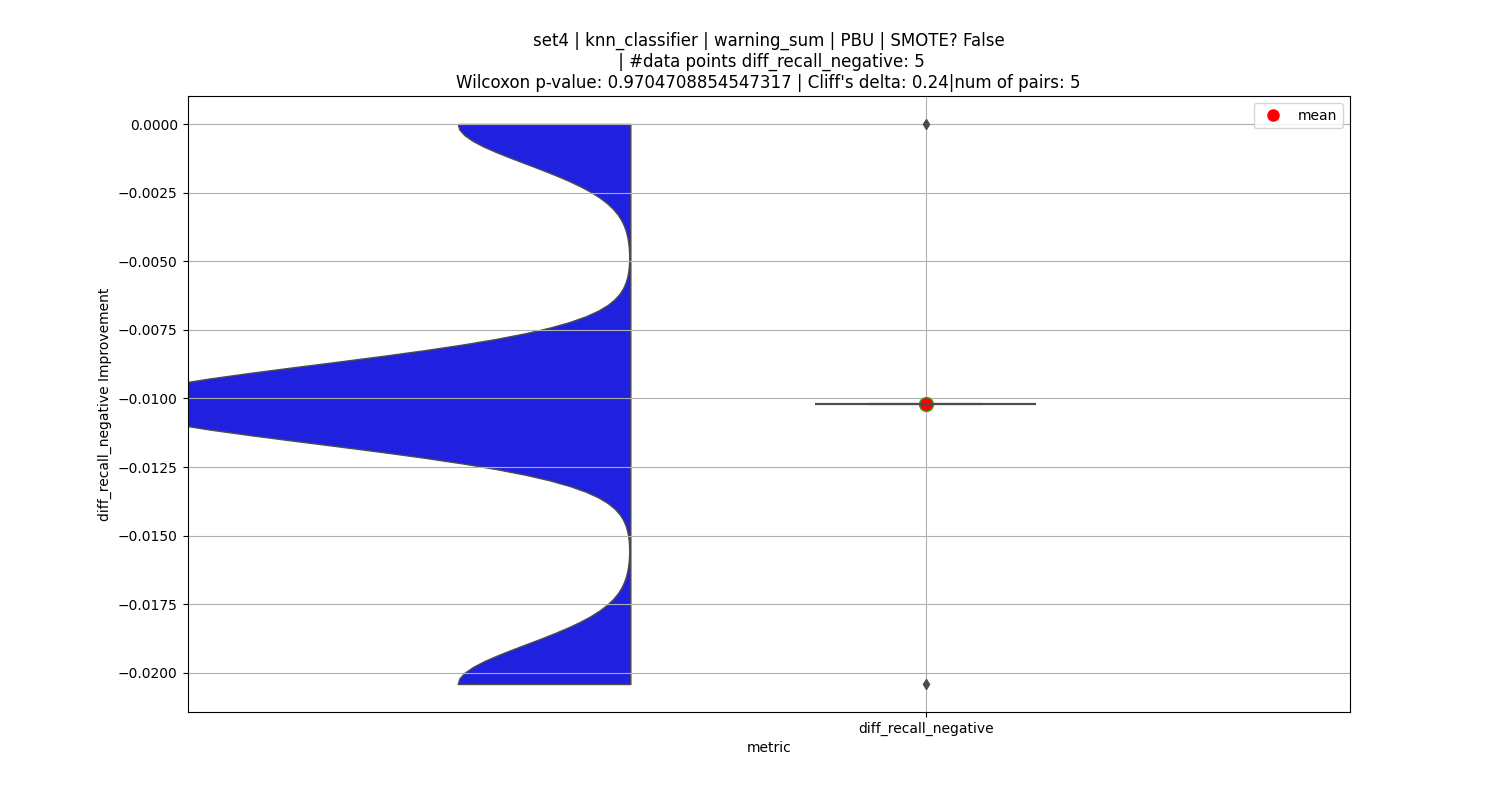 set4 | knn_classifier | warning_sum | PBU | SMOTE? False
| #data points diff_recall_negative: 5
Wilcoxon p-value: 0.9704708854547317 | Cliff's delta: 0.24|num of pairs: 5
mean
0.0000
−0.0025
−0.0050
−0.0075
−0.0100
−0.0125
−0.0150
−0.0175
−0.0200
diff_recall_negative Improvement
diff_recall_negative
metric